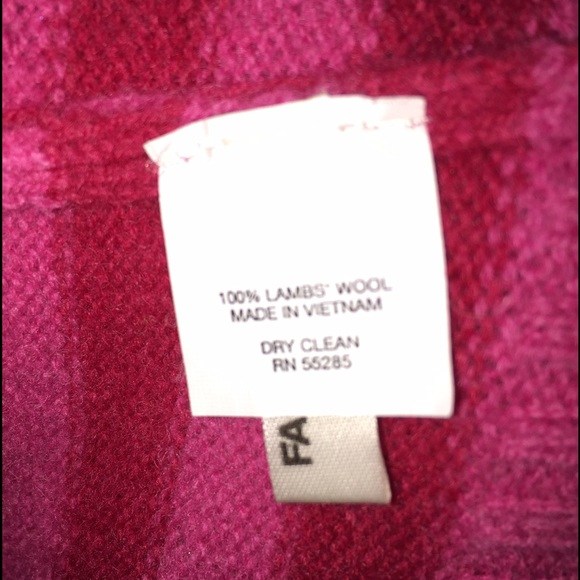 100% LAMBS' WOOL
MADE IN VIETNAM
DRY CLEAN
RN 55285
FA